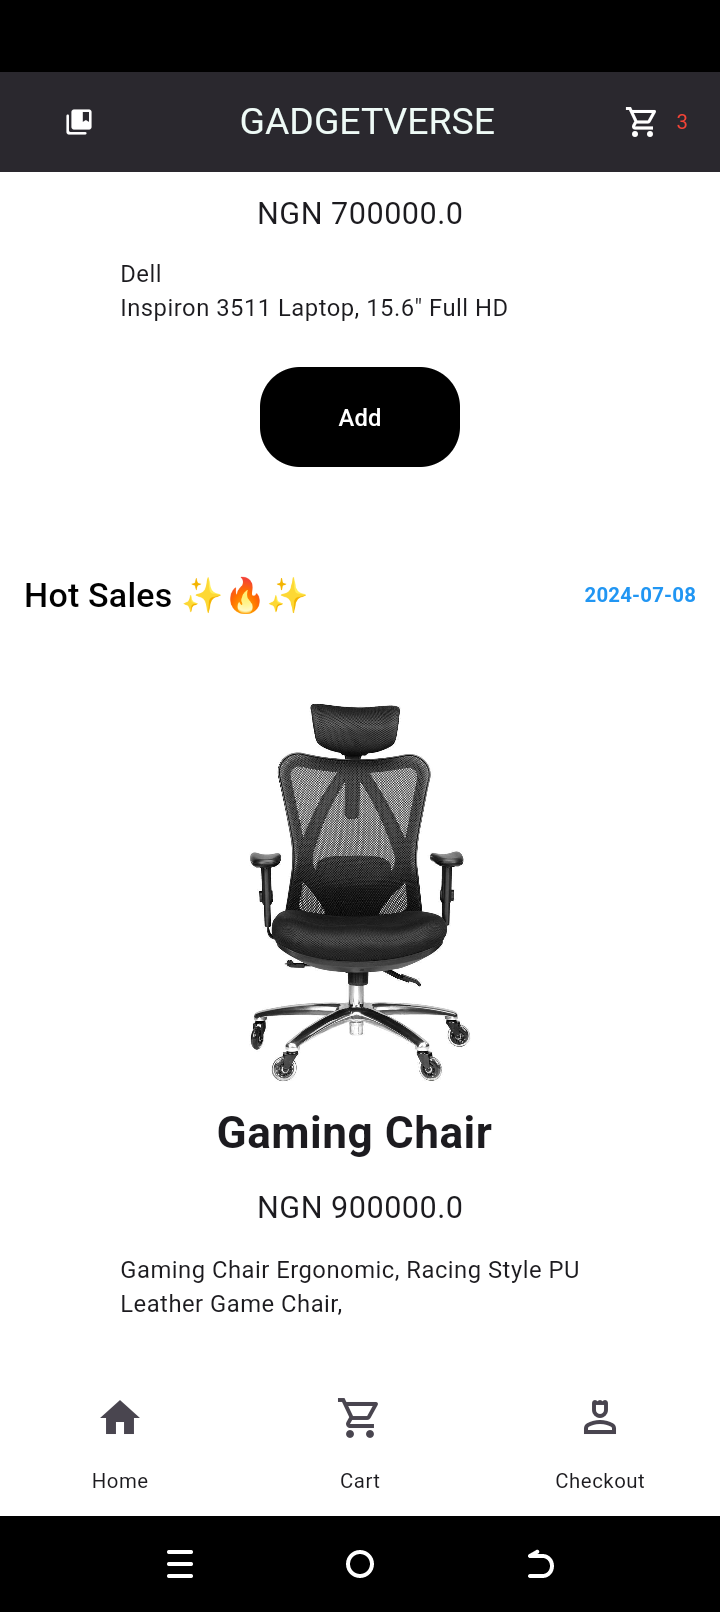 GADGETVERSE
3
NGN 700000.0
Dell
Inspiron 3511 Laptop, 15.6" Full HD
Add
Hot Sales ✨🔥✨
2024-07-08
Gaming Chair
NGN 900000.0
Gaming Chair Ergonomic, Racing Style PU
Leather Game Chair,
Home
Cart
Checkout